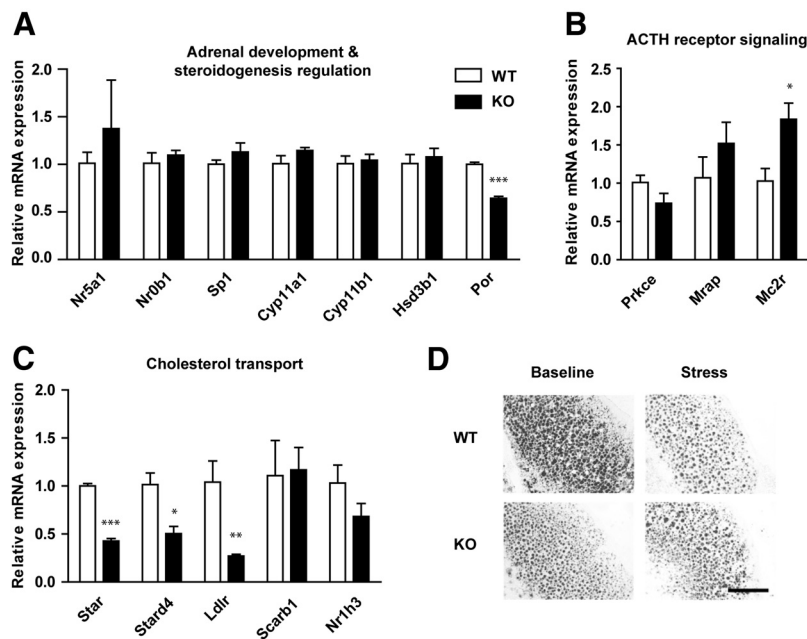 A
Adrenal development &
steroidogenesis regulation
WT
KO
Relative mRNA expression
2.0
1.5
1.0
0.5
0.0
***
Nr5a1
Nr0b1
Sp1
Cyp11a1
Cyp11b1
Hsd3b1
Por
B
ACTH receptor signaling
Relative mRNA expression
2.5
2.0
1.5
1.0
0.5
0.0
*
Prkce
Mrap
Mc2r
C
Cholesterol transport
Relative mRNA expression
2.0
1.5
1.0
0.5
0.0
***
*
**
Star
Stard4
Ldlr
Scarb1
Nr1h3
D
Baseline
Stress
WT
KO